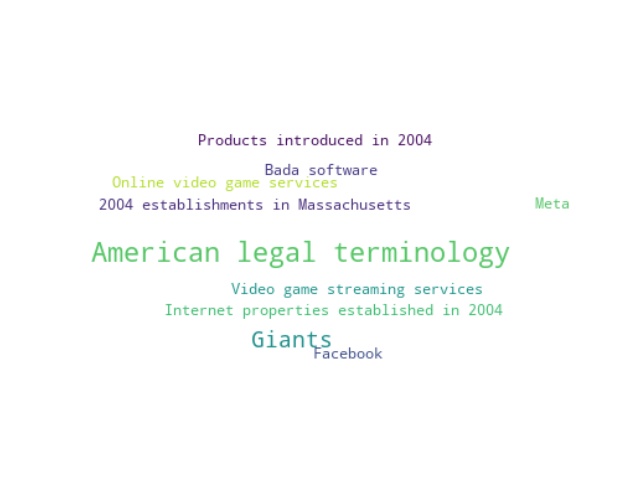 Products introduced in 2004
Bada software
Online video game services
2004 establishments in Massachusetts
Meta
American legal terminology
Video game streaming services
Internet properties established in 2004
Giants
Facebook